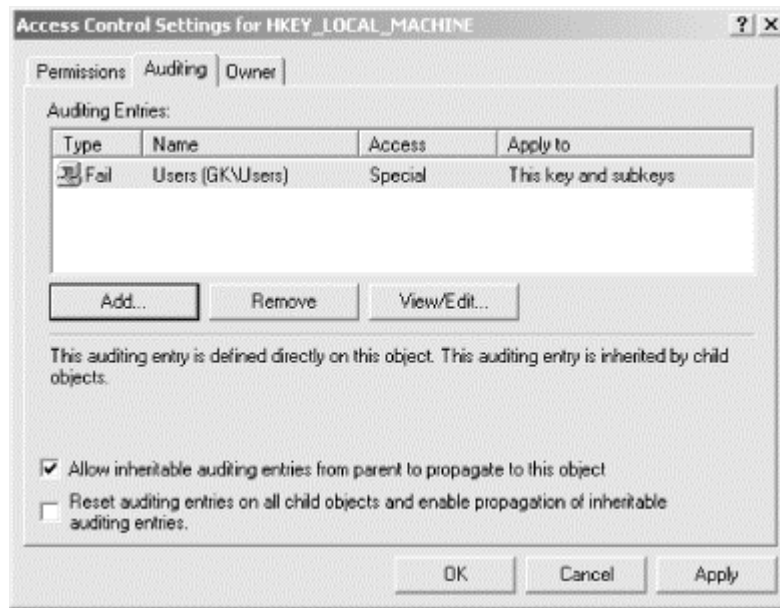 Access Control Settings for HKEY_LOCAL_MACHINE
Permissions Auditing Owner
Auditing Entries:
Type Name Access Apply to
Fail Users (GK\Users) Special This key and subkeys
Add... Remove View/Edit...
This auditing entry is defined directly on this object. This auditing entry is inherited by child
objects.
Allow inheritable auditing entries from parent to propagate to this object
Reset auditing entries on all child objects and enable propagation of inheritable
auditing entries.
OK Cancel Apply